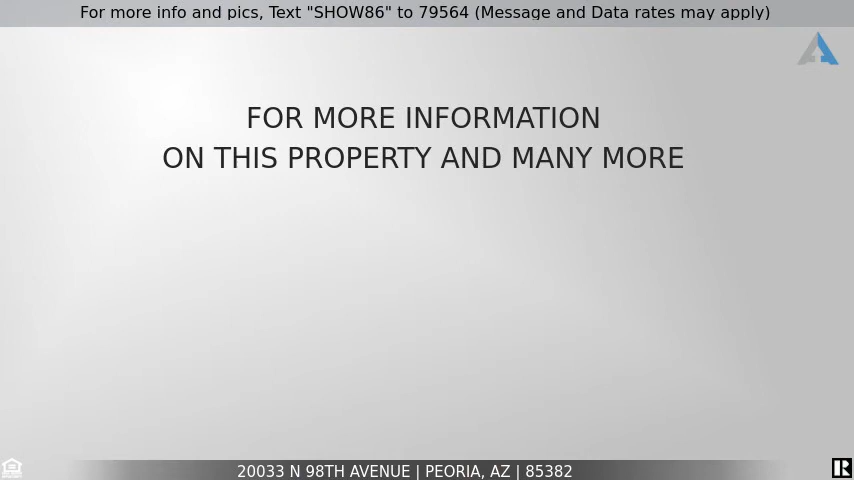 For more info and pics, Text "SHOW86" to 79564 (Message and Data rates may apply)
FOR MORE INFORMATION
ON THIS PROPERTY AND MANY MORE
20033 N 98TH AVENUE | PEORIA, AZ | 85382